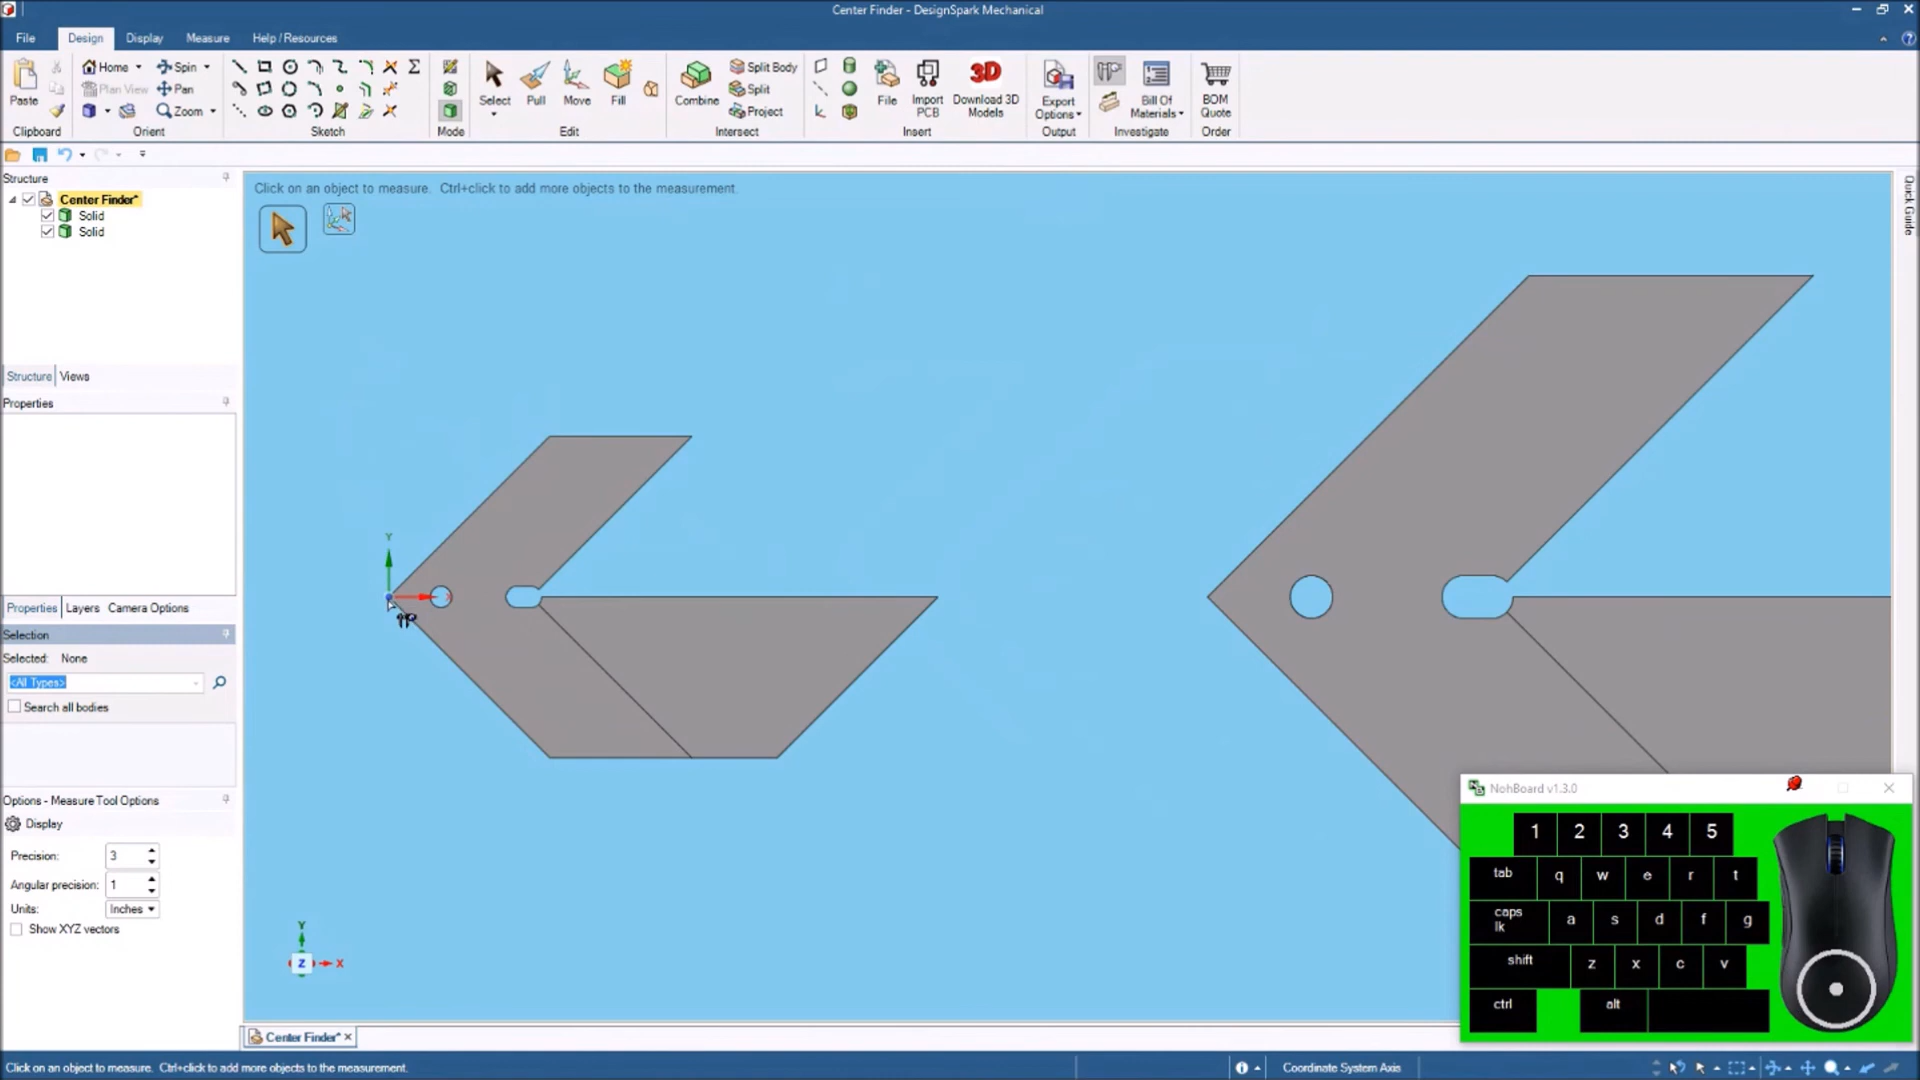 Center Finder - DesignSpark Mechanical
File Design Display Measure Help / Resources
Home Spin
Plan View Pan
Zoom
Paste
Select Pull Move Fill
Combine
Split Body
Split
Project
File Import PCB Download 3D Models
3D
Export Options
Bill Of Materials
BOM Quote
Clipboard Orient Sketch Mode Edit Intersect Insert Output Investigate Order
Structure
Center Finder*
Solid
Solid
Structure Views
Properties
Properties Layers Camera Options
Selection
Selected: None
<All Types>
Search all bodies
Options - Measure Tool Options
Display
Precision: 3
Angular precision: 1
Units: Inches
Show XYZ vectors
Click on an object to measure. Ctrl+click to add more objects to the measurement.
Quick Guide
Y
X
Y
Z X
NohBoard v1.3.0
1 2 3 4 5
tab q w e r t
caps lk a s d f g
shift z x c v
ctrl alt
Center Finder*
Click on an object to measure. Ctrl+click to add more objects to the measurement.
Coordinate System Axis